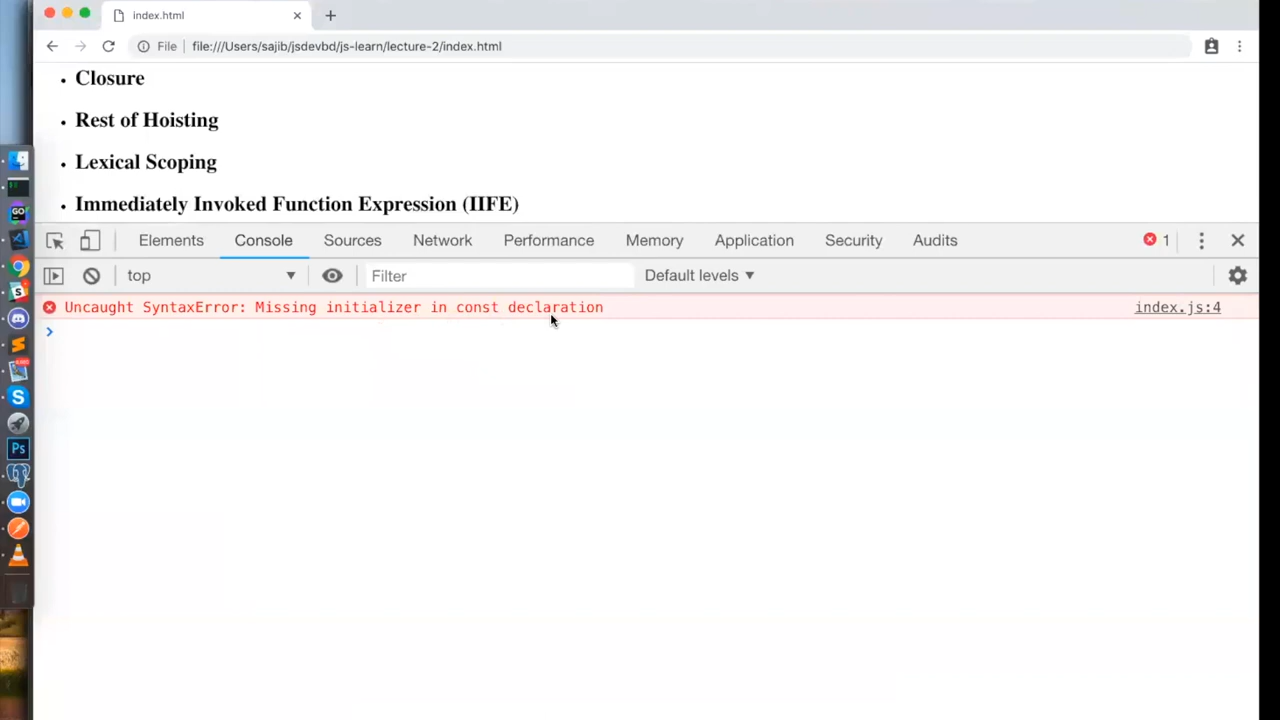 index.html
File
file:///Users/sajib/jsdevbd/js-learn/lecture-2/index.html
• Closure
• Rest of Hoisting
• Lexical Scoping
• Immediately Invoked Function Expression (IIFE)
Elements Console Sources Network Performance Memory Application Security Audits 1
top Filter Default levels
Uncaught SyntaxError: Missing initializer in const declaration index.js:4
GO
Ps